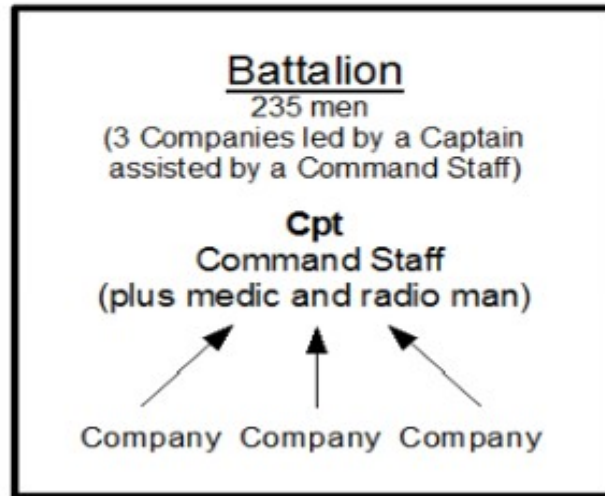 Battalion
235 men
(3 Companies led by a Captain
assisted by a Command Staff)
Cpt
Command Staff
(plus medic and radio man)
Company Company Company